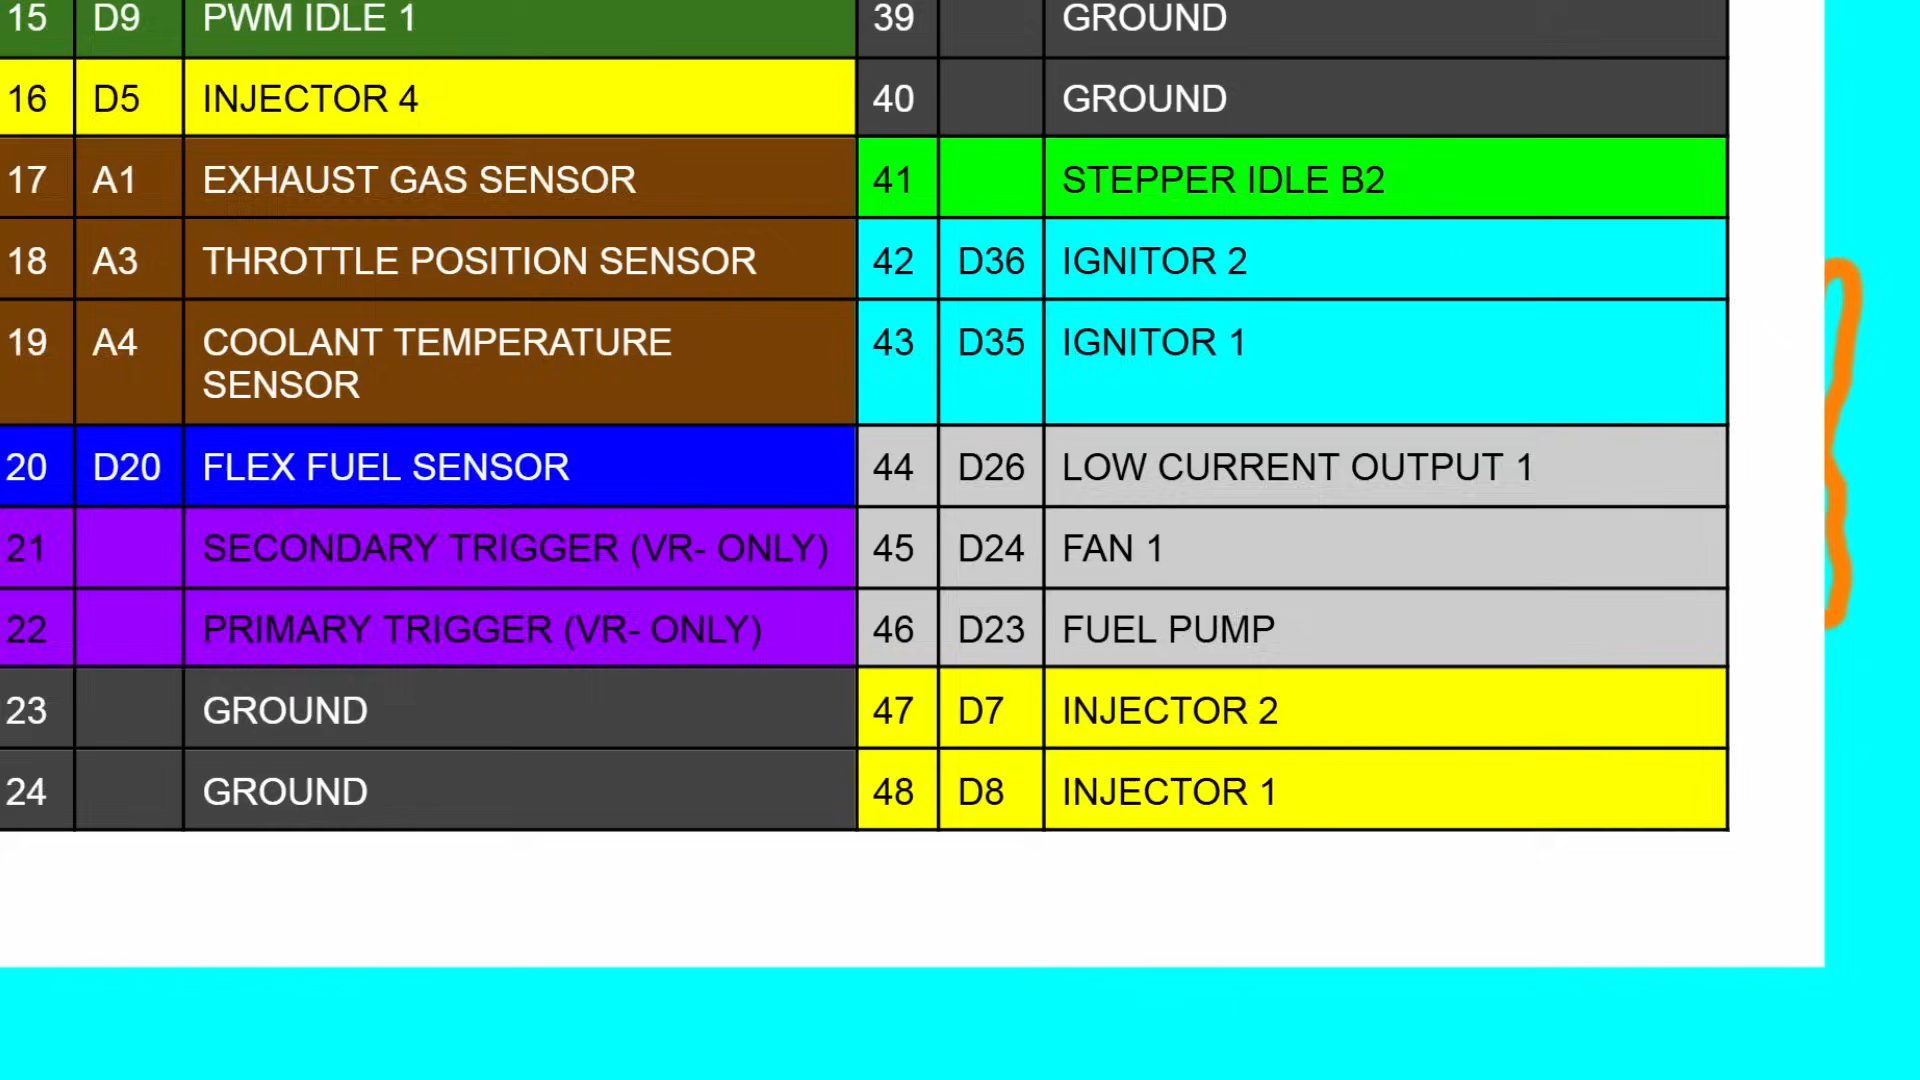 15 D9 PWM IDLE 1 39 GROUND
16 D5 INJECTOR 4 40 GROUND
17 A1 EXHAUST GAS SENSOR 41 STEPPER IDLE B2
18 A3 THROTTLE POSITION SENSOR 42 D36 IGNITOR 2
19 A4 COOLANT TEMPERATURE 43 D35 IGNITOR 1
SENSOR
20 D20 FLEX FUEL SENSOR 44 D26 LOW CURRENT OUTPUT 1
21 SECONDARY TRIGGER (VR- ONLY) 45 D24 FAN 1
22 PRIMARY TRIGGER (VR- ONLY) 46 D23 FUEL PUMP
23 GROUND 47 D7 INJECTOR 2
24 GROUND 48 D8 INJECTOR 1